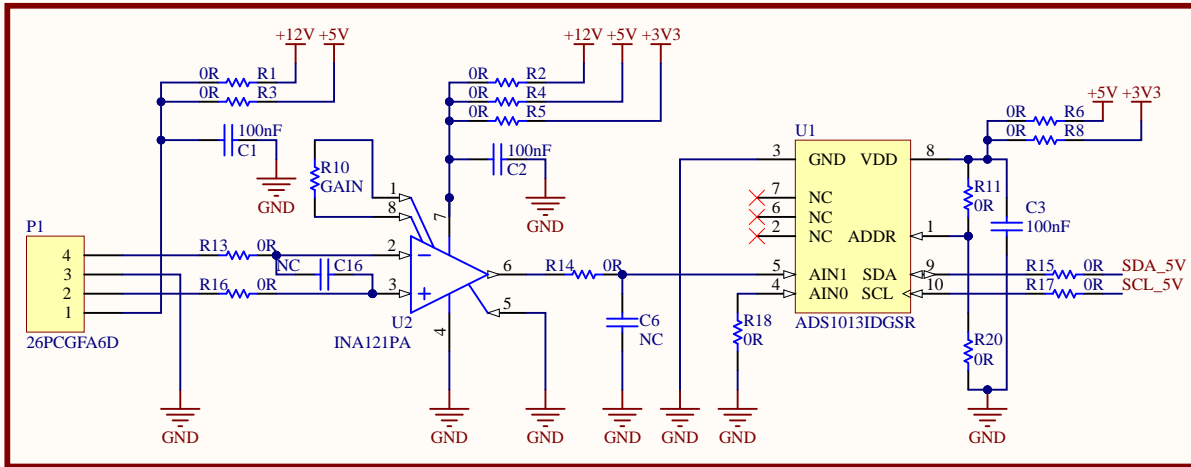 +12V +5V
0R R1
0R R3
100nF
C1
GND
+12V +5V +3V3
0R R2
0R R4
0R R5
100nF
C2
GND
R10
GAIN
1
8
7
P1
4
3
2
1
26PCGFA6D
R13 0R
NC C16
R16 0R
2
3
6
5
4
U2
INA121PA
R14 0R
C6
NC
U1
3 GND VDD 8
7 NC
6 NC
2 NC ADDR 1
5 AIN1 SDA 9
4 AIN0 SCL 10
ADS1013IDGSR
R18
0R
+5V +3V3
0R R6
0R R8
R11
0R
C3
100nF
R15 0R SDA_5V
R17 0R SCL_5V
R20
0R
GND GND GND GND GND GND